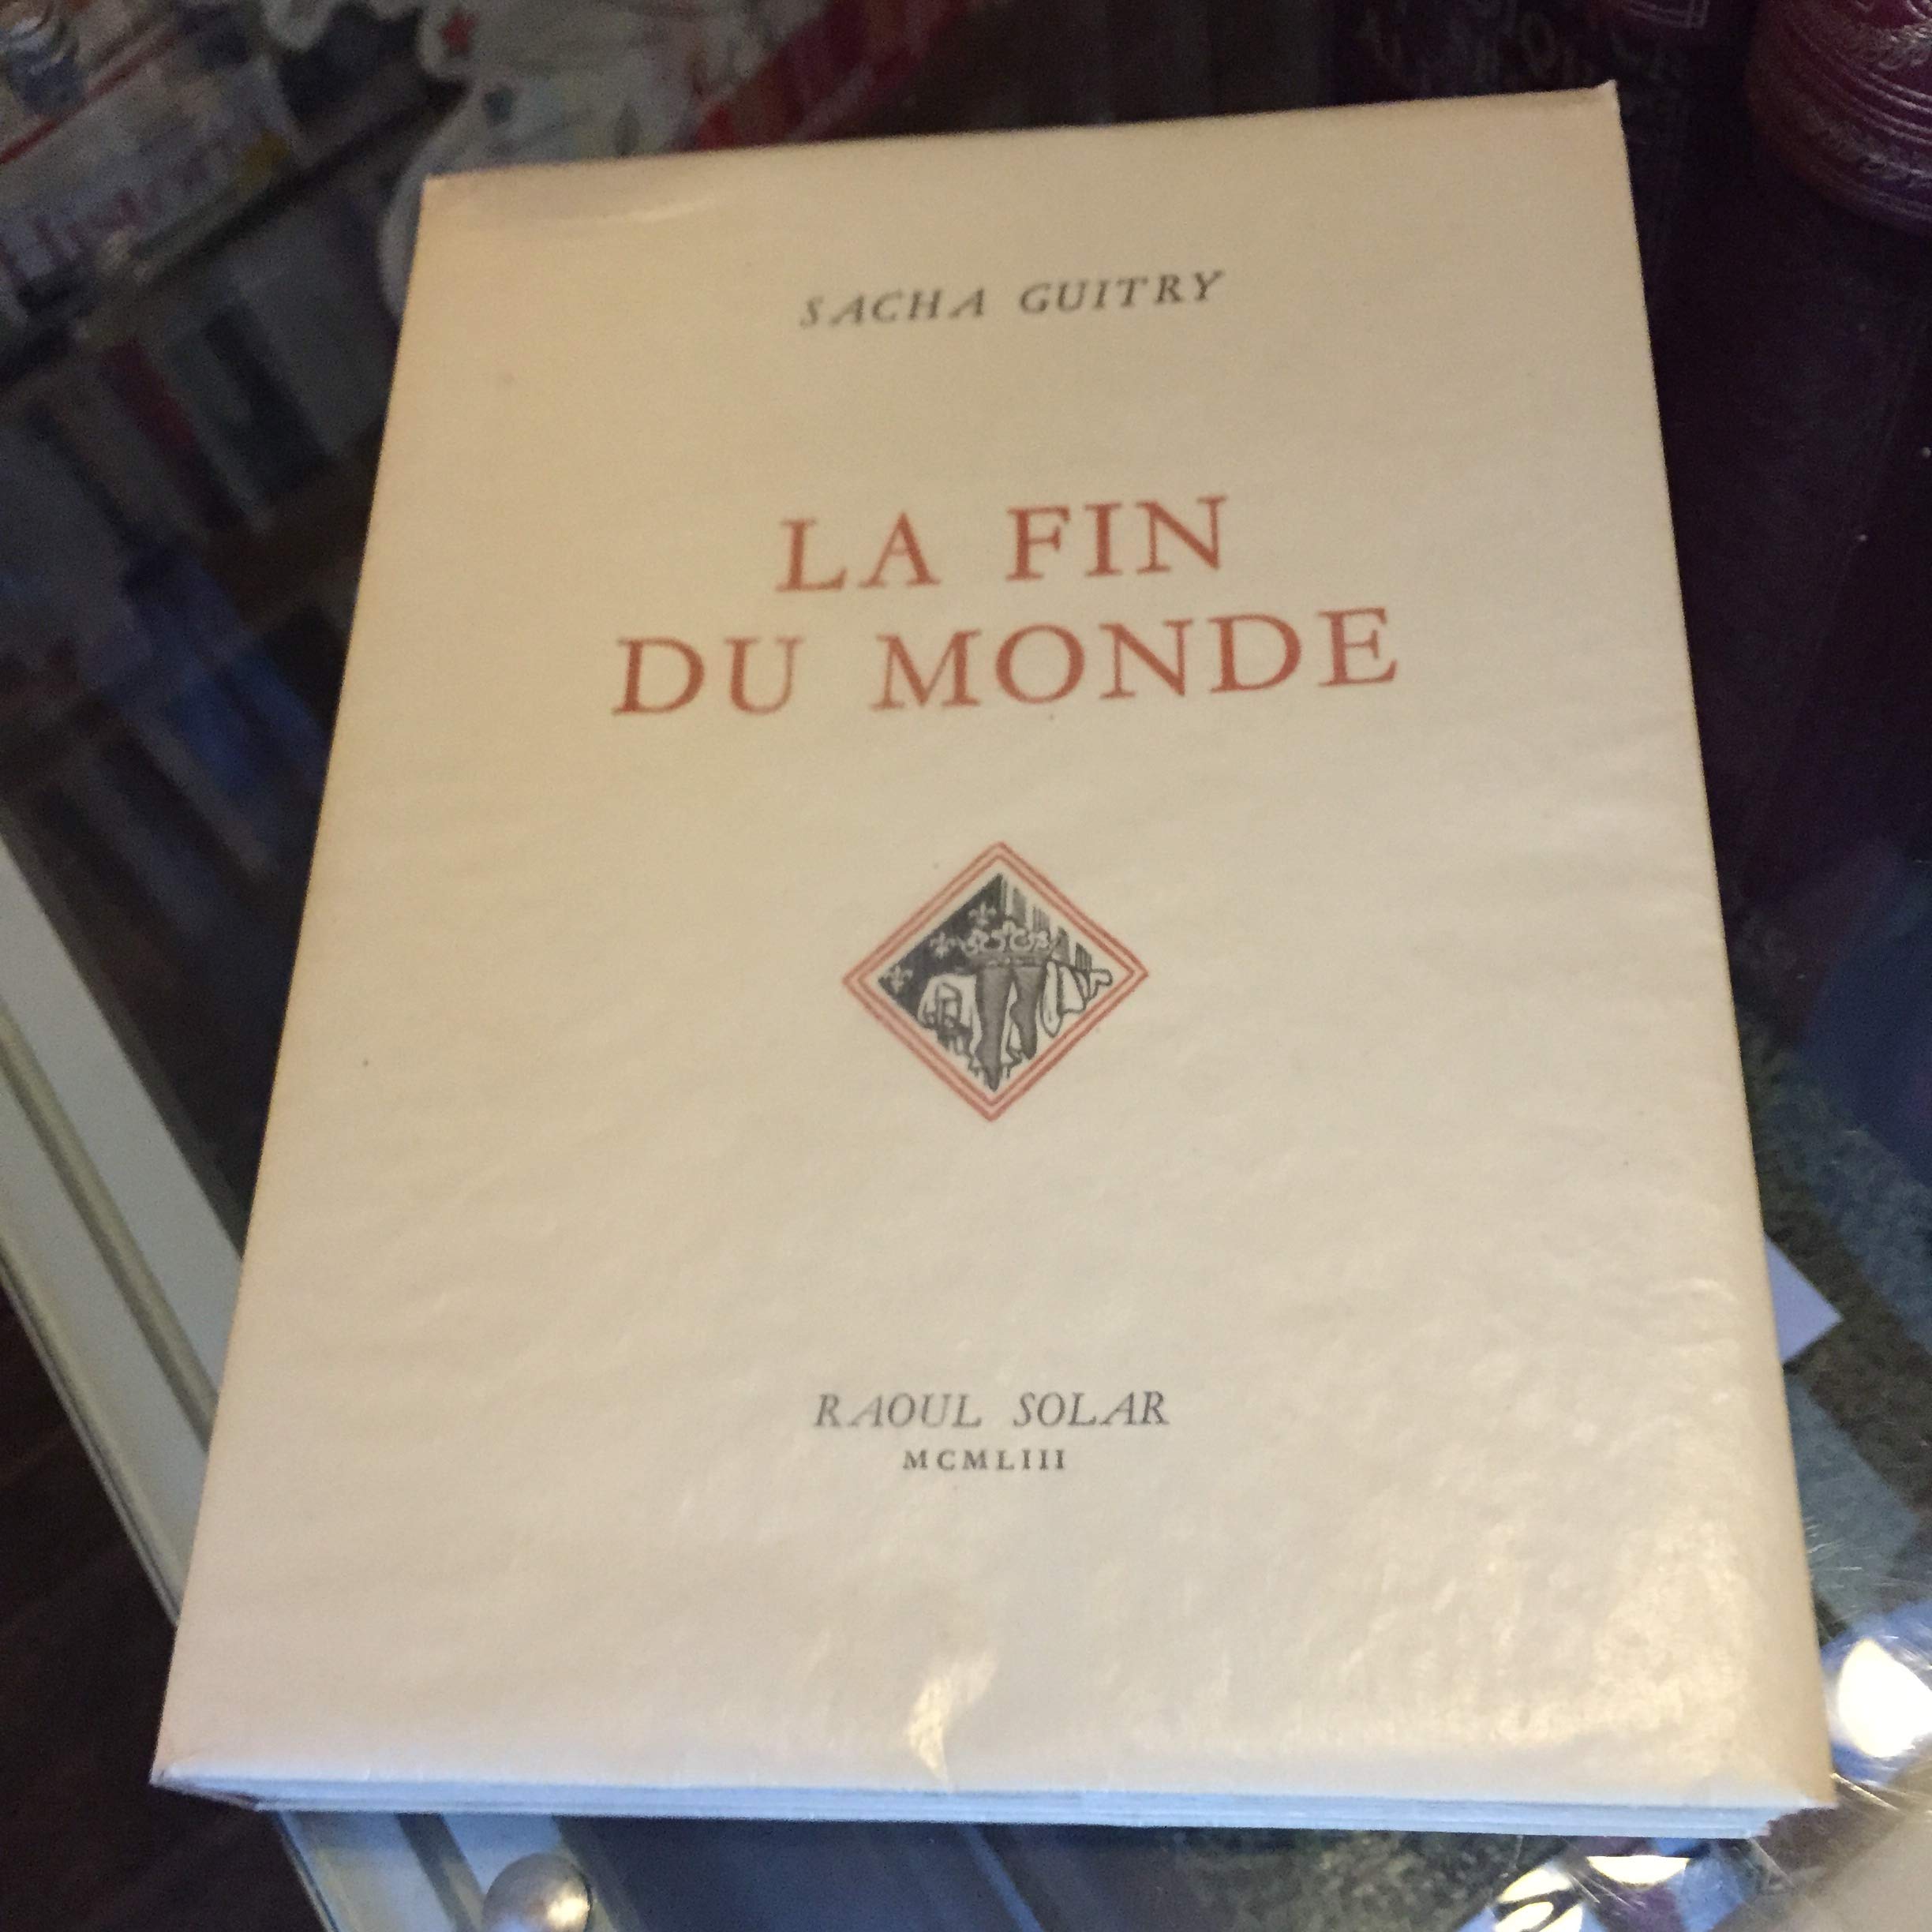 SACHA GUITRY
LA FIN
DU MONDE
RAOUL SOLAR
MCMLIII